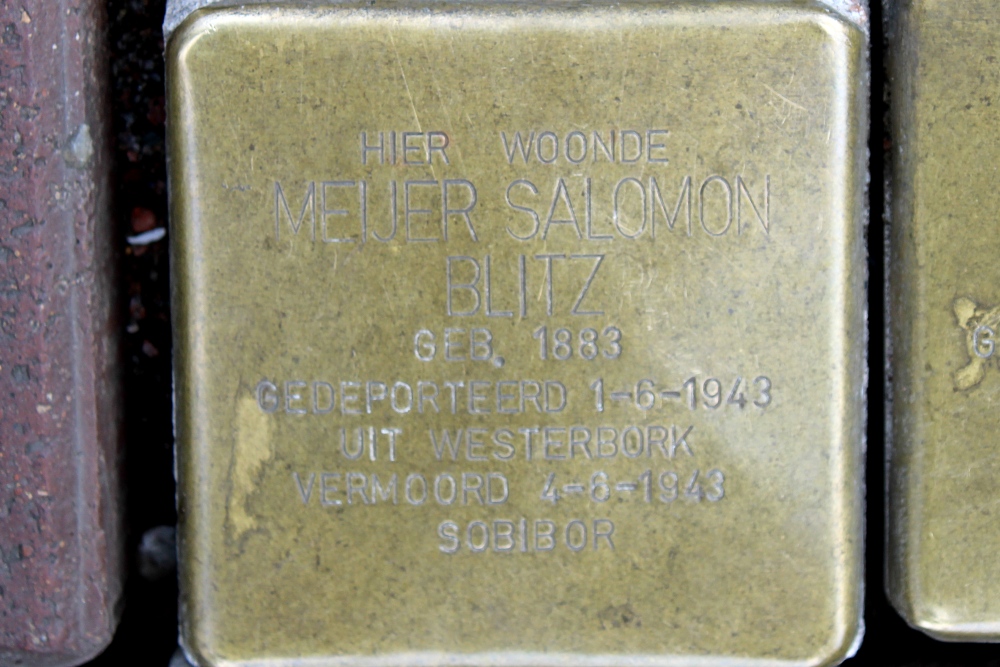 HIER WOONDE
MEIJER SALOMON
BLITZ
GEB. 1883
GEDEPORTEERD 1-6-1943
UIT WESTERBORK
VERMOORD 4-6-1943
SOBIBOR
G